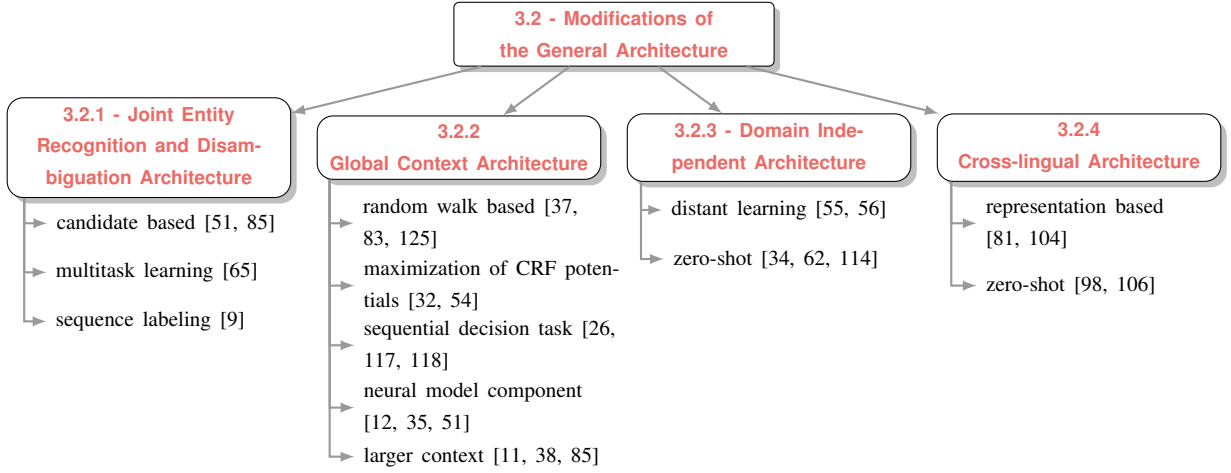 3.2 - Modifications of
the General Architecture
3.2.1 - Joint Entity
Recognition and Disam-
biguation Architecture
candidate based [51, 85]
multitask learning [65]
sequence labeling [9]
3.2.2
Global Context Architecture
random walk based [37,
83, 125]
maximization of CRF poten-
tials [32, 54]
sequential decision task [26,
117, 118]
neural model component
[12, 35, 51]
larger context [11, 38, 85]
3.2.3 - Domain Inde-
pendent Architecture
distant learning [55, 56]
zero-shot [34, 62, 114]
3.2.4
Cross-lingual Architecture
representation based
[81, 104]
zero-shot [98, 106]